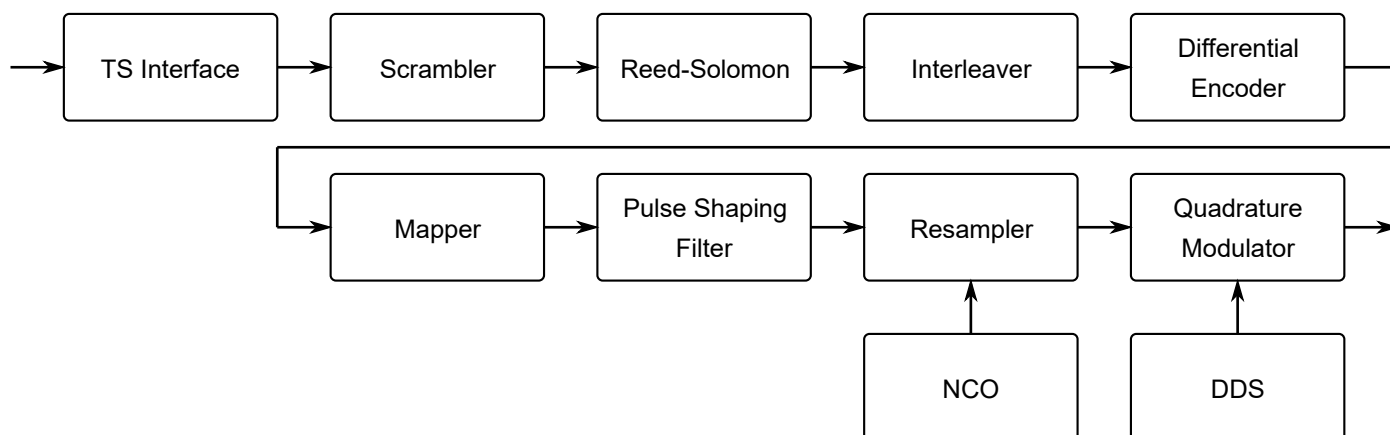 TS Interface
Scrambler
Reed-Solomon
Interleaver
Differential
Encoder
Mapper
Pulse Shaping
Filter
Resampler
Quadrature
Modulator
NCO
DDS